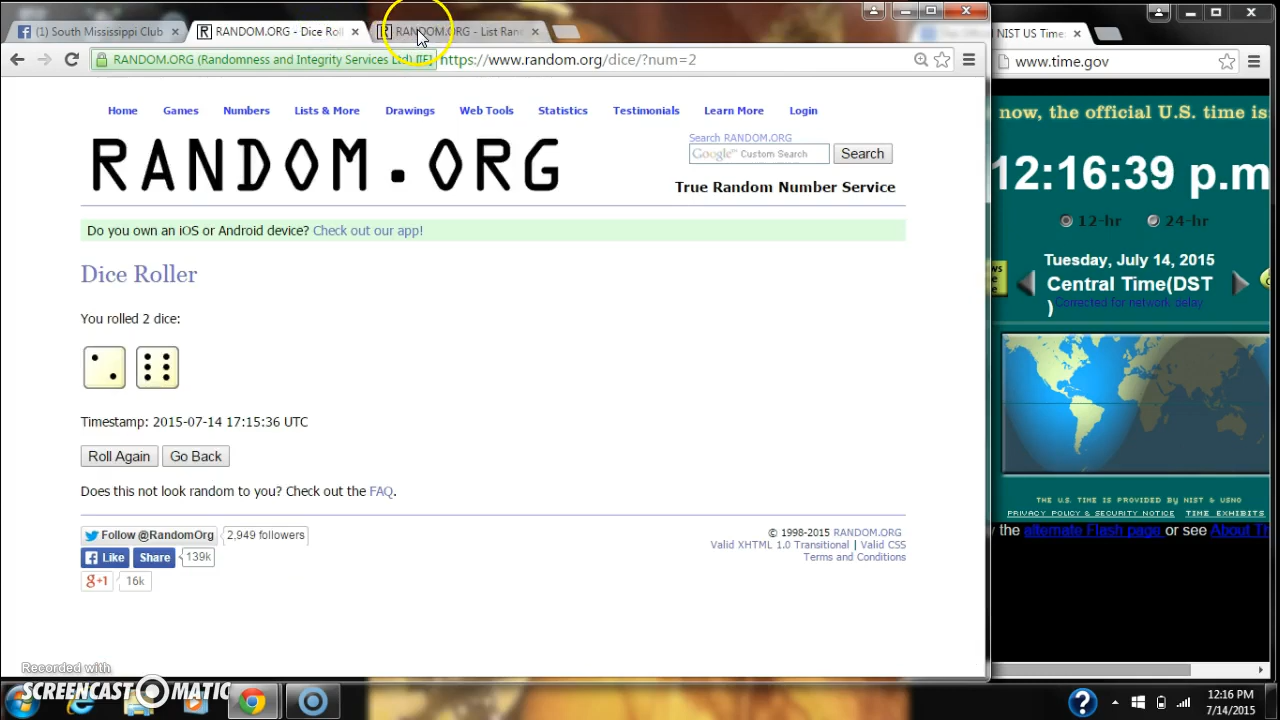 (1) South Mississippi Club
RANDOM.ORG - Dice Roll
RANDOM.ORG - List Ran
NIST US Time
RANDOM.ORG (Randomness and Integrity Services Ltd) [IE]
https://www.random.org/dice/?num=2
www.time.gov
Home Games Numbers Lists & More Drawings Web Tools Statistics Testimonials Learn More Login
RANDOM.ORG
Search RANDOM.ORG
Google™ Custom Search
Search
True Random Number Service
Do you own an iOS or Android device? Check out our app!
Dice Roller
You rolled 2 dice:
Timestamp: 2015-07-14 17:15:36 UTC
Roll Again Go Back
Does this not look random to you? Check out the FAQ.
Follow @RandomOrg 2,949 followers
Like Share 139k
g+1 16k
© 1998-2015 RANDOM.ORG
Valid XHTML 1.0 Transitional | Valid CSS
Terms and Conditions
now, the official U.S. time is
12:16:39 p.m
12-hr 24-hr
Tuesday, July 14, 2015
Central Time(DST
)
Corrected for network delay
THE U.S. TIME IS PROVIDED BY NIST & USNO
PRIVACY POLICY & SECURITY NOTICE TIME EXHIBITS
the alternate Flash page or see About Th
Recorded with
SCREENCAST MATIC
12:16 PM
7/14/2015